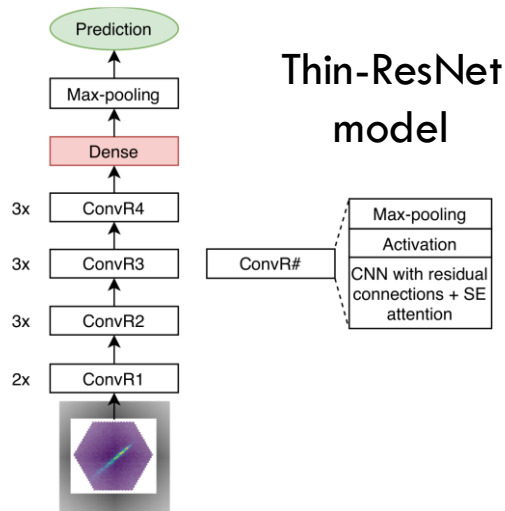 Prediction
Thin-ResNet
model
Max-pooling
Dense
3x ConvR4
3x ConvR3
3x ConvR2
2x ConvR1
ConvR#
Max-pooling
Activation
CNN with residual
connections + SE
attention